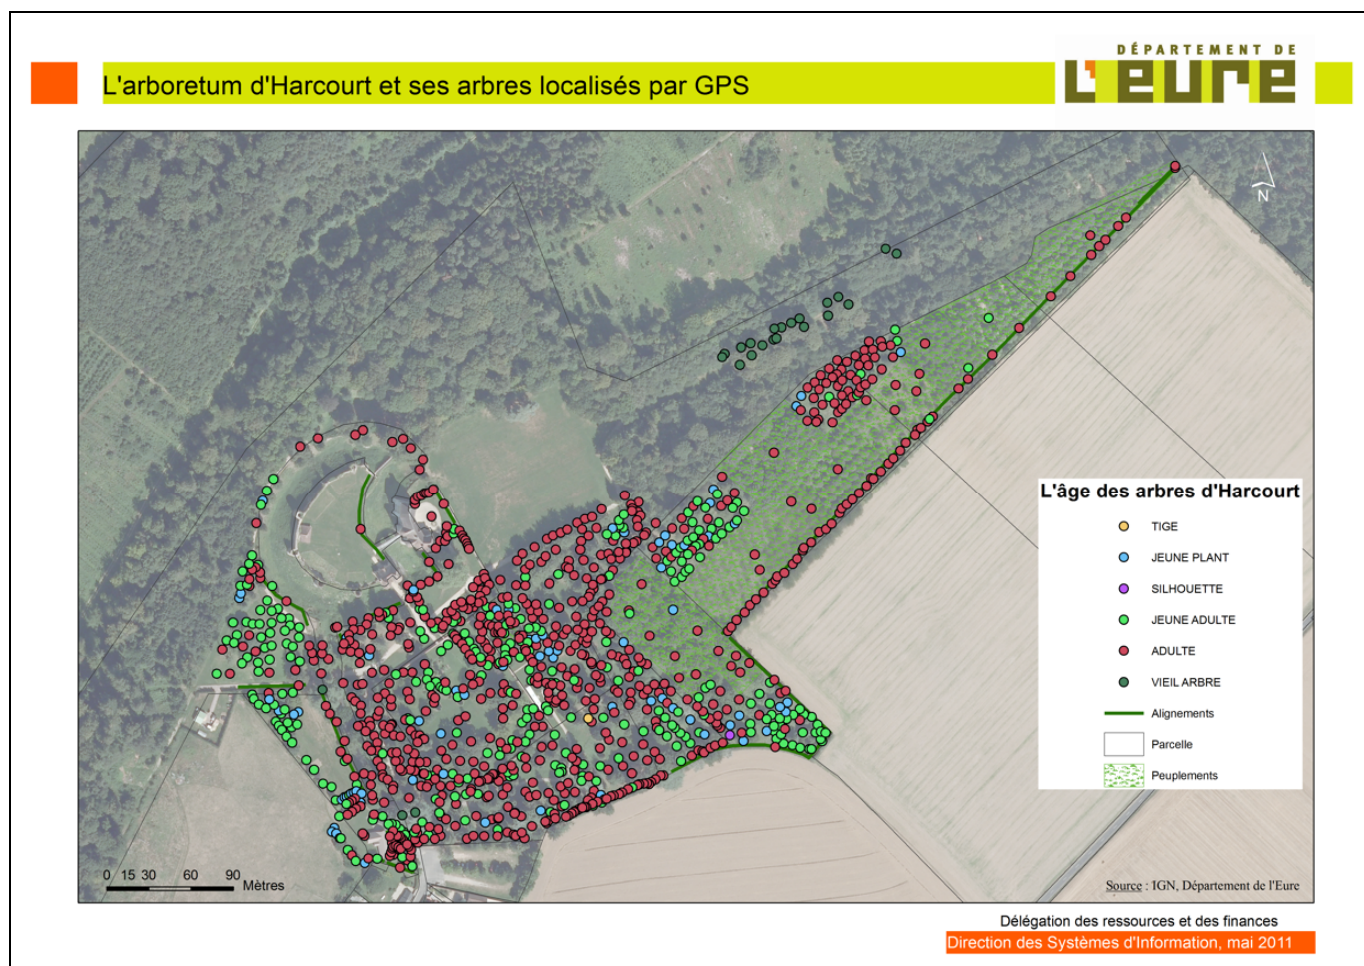 DÉPARTEMENT DE
L'eure
L'arboretum d'Harcourt et ses arbres localisés par GPS
N
L'âge des arbres d'Harcourt
TIGE
JEUNE PLANT
SILHOUETTE
JEUNE ADULTE
ADULTE
VIEIL ARBRE
Alignements
Parcelle
Peuplements
0 15 30 60 90
Mètres
Source : IGN, Département de l'Eure
Délégation des ressources et des finances
Direction des Systèmes d'Information, mai 2011